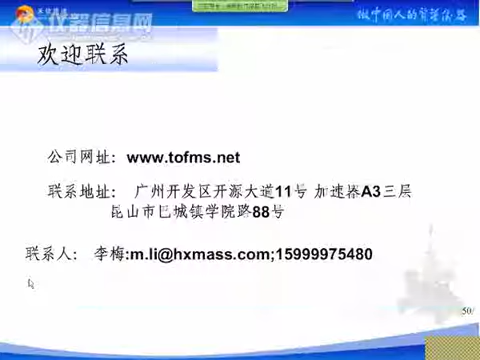 仪器信息网
做中国人的质谱仪器
欢迎联系
公司网址: www.tofms.net
联系地址: 广州开发区开源大道11号 加速器A3三层
昆山市巴城镇学院路88号
联系人: 李梅:m.li@hxmass.com;15999975480
50/